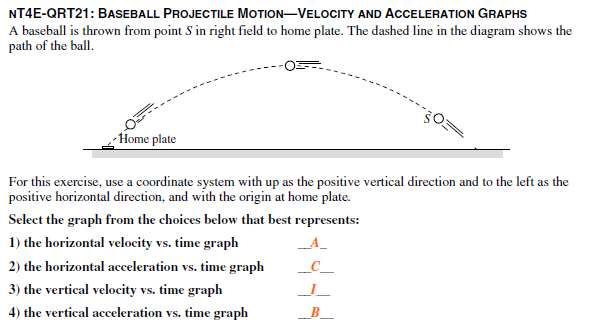 NT4E-QRT21: BASEBALL PROJECTILE MOTION—VELOCITY AND ACCELERATION GRAPHS
A baseball is thrown from point S in right field to home plate. The dashed line in the diagram shows the
path of the ball.
S
Home plate
For this exercise, use a coordinate system with up as the positive vertical direction and to the left as the
positive horizontal direction, and with the origin at home plate.
Select the graph from the choices below that best represents:
1) the horizontal velocity vs. time graph __A_
2) the horizontal acceleration vs. time graph __C__
3) the vertical velocity vs. time graph __I__
4) the vertical acceleration vs. time graph __B__